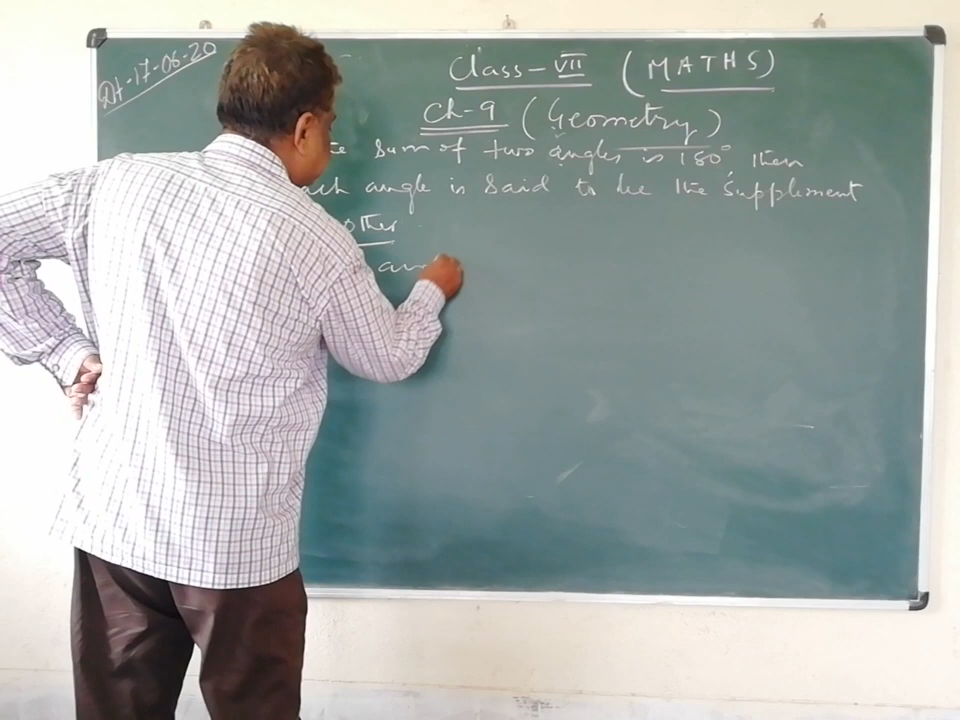 Dt-17-06-20
Class-VII (MATHS)
Ch-9 (Geometry)
Sum of two angles is 180° then
angle is said to be the supplement
other